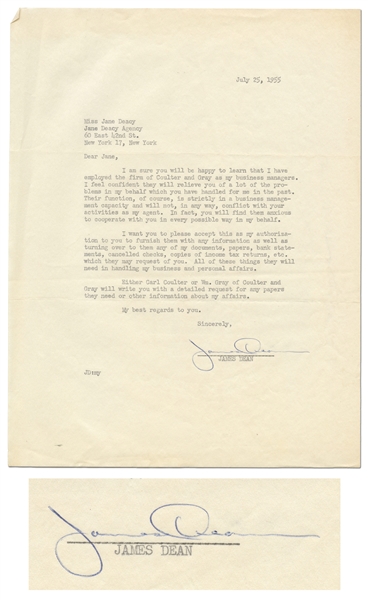 July 25, 1955
Miss Jane Deacy
Jane Deacy Agency
60 East 42nd St.
New York 17, New York
Dear Jane,
I am sure you will be happy to learn that I have
employed the firm of Coulter and Gray as my business managers.
I feel confident they will relieve you of a lot of the pro-
blems in my behalf which you have handled for me in the past.
Their function, of course, is strictly in a business manage-
ment capacity and will not, in any way, conflict with your
activities as my agent. In fact, you will find them anxious
to cooperate with you in every possible way in my behalf.
I want you to please accept this as my authoriza-
tion to you to furnish them with any information as well as
turning over to them any of my documents, papers, bank state-
ments, cancelled checks, copies of income tax returns, etc.
which they may request of you. All of these things they will
need in handling my business and personal affairs.
Either Carl Coulter or Wm. Gray of Coulter and
Gray will write you with a detailed request for any papers
they need or other information about my affairs.
My best regards to you.
Sincerely,
James Dean
JAMES DEAN
James Dean
JAMES DEAN